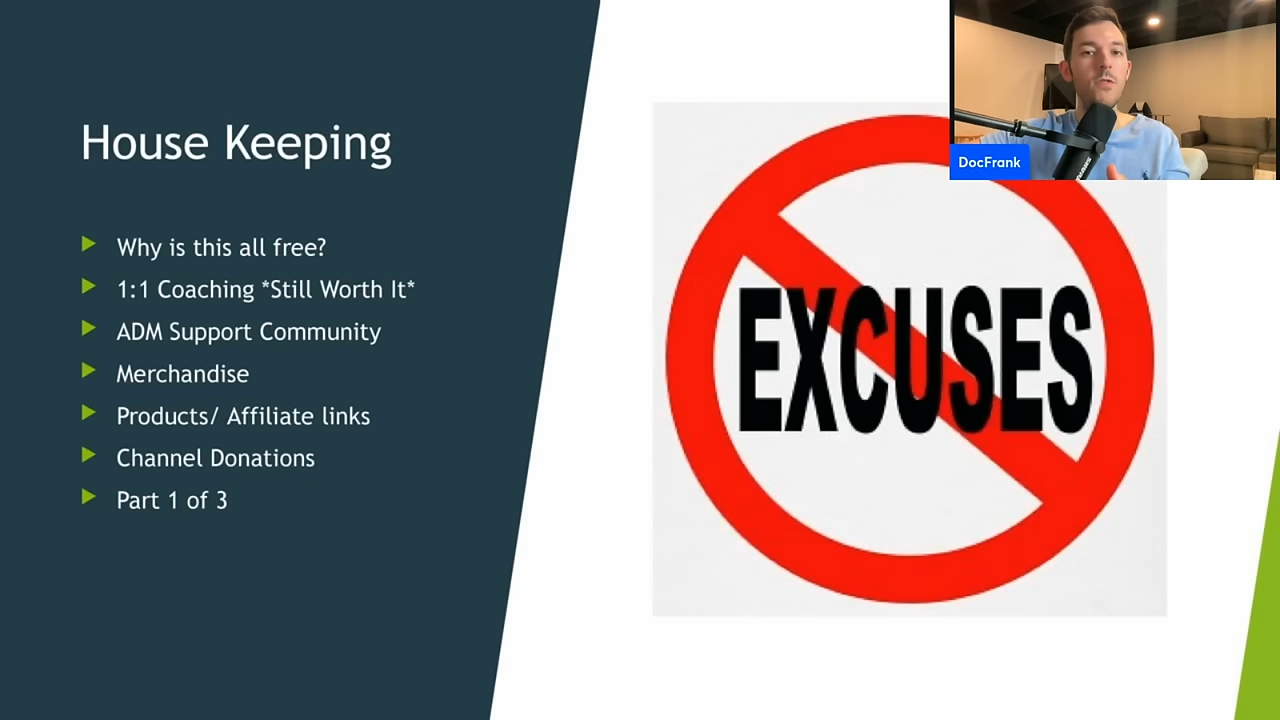 House Keeping
Why is this all free?
1:1 Coaching *Still Worth It*
ADM Support Community
Merchandise
Products/ Affiliate links
Channel Donations
Part 1 of 3
EXCUSES
DocFrank